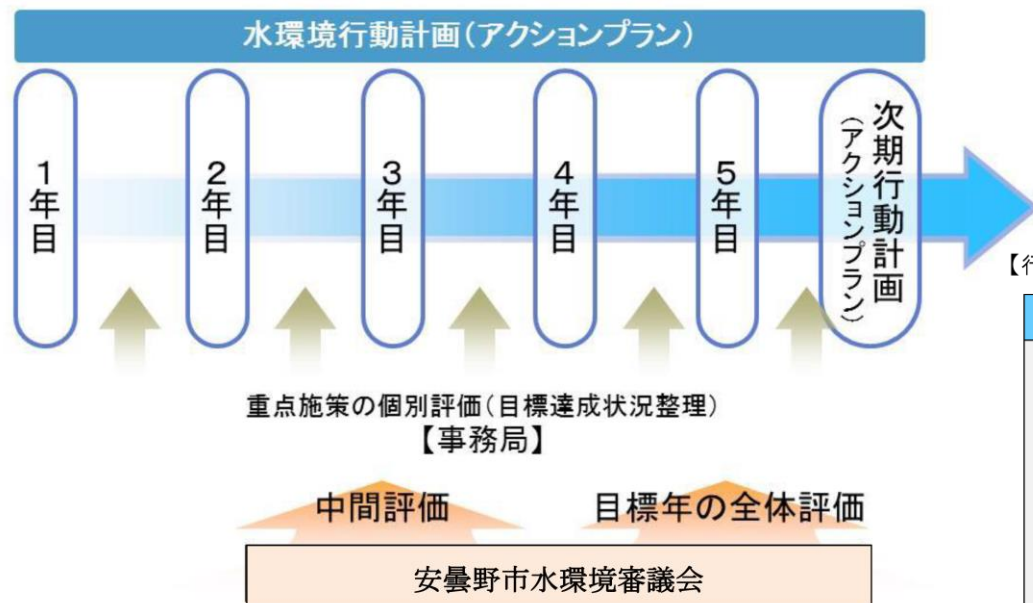 水環境行動計画（アクションプラン）
1年目
2年目
3年目
4年目
5年目
次期行動計画
（アクションプラン）
【行
重点施策の個別評価（目標達成状況整理）
【事務局】
中間評価
目標年の全体評価
安曇野市水環境審議会